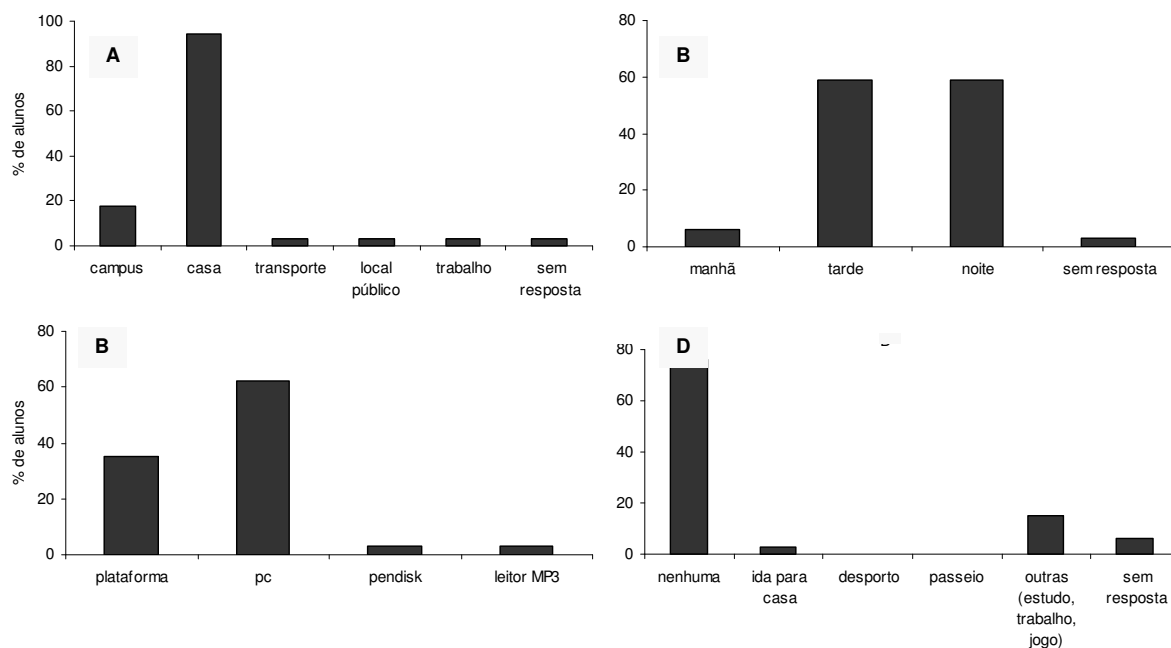 A
% de alunos
100
80
60
40
20
0
campus
casa
transporte
local
público
trabalho
sem
resposta
B
80
60
40
20
0
manhã
tarde
noite
sem resposta
B
% de alunos
80
60
40
20
0
plataforma
pc
pendisk
leitor MP3
D
80
60
40
20
0
nenhuma
ida para
casa
desporto
passeio
outras
(estudo,
trabalho,
jogo)
sem
resposta